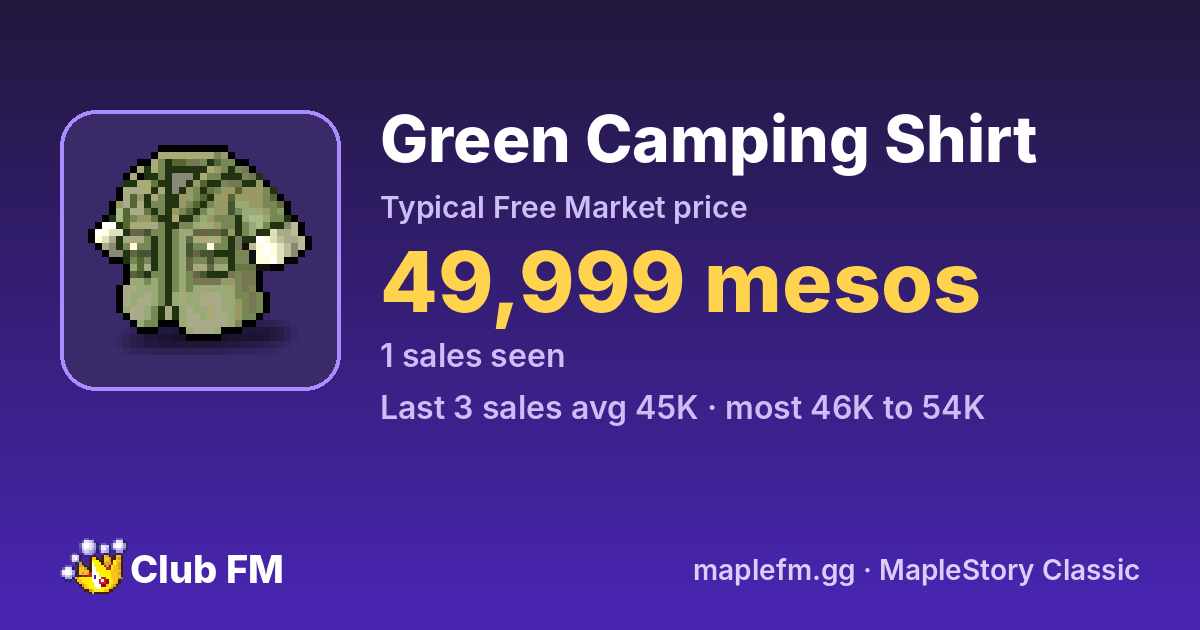 Green Camping Shirt
Typical Free Market price
49,999 mesos
1 sales seen
Last 3 sales avg 45K · most 46K to 54K
Club FM
maplefm.gg · MapleStory Classic